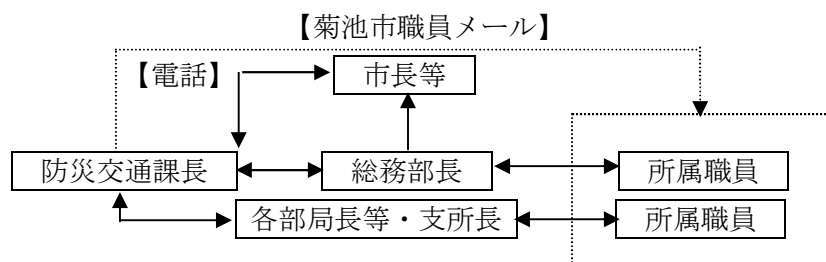 【菊池市職員メール】
【電話】
市長等
防災交通課長
総務部長
所属職員
各部局長等・支所長
所属職員